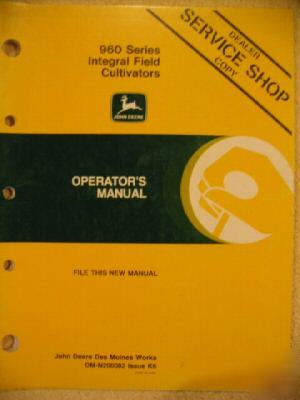 960 Series
Integral Field
Cultivators
DEALER
SERVICE SHOP
COPY
JOHN DEERE
OPERATOR'S
MANUAL
FILE THIS NEW MANUAL
John Deere Des Moines Works
OM-N200082 Issue K6